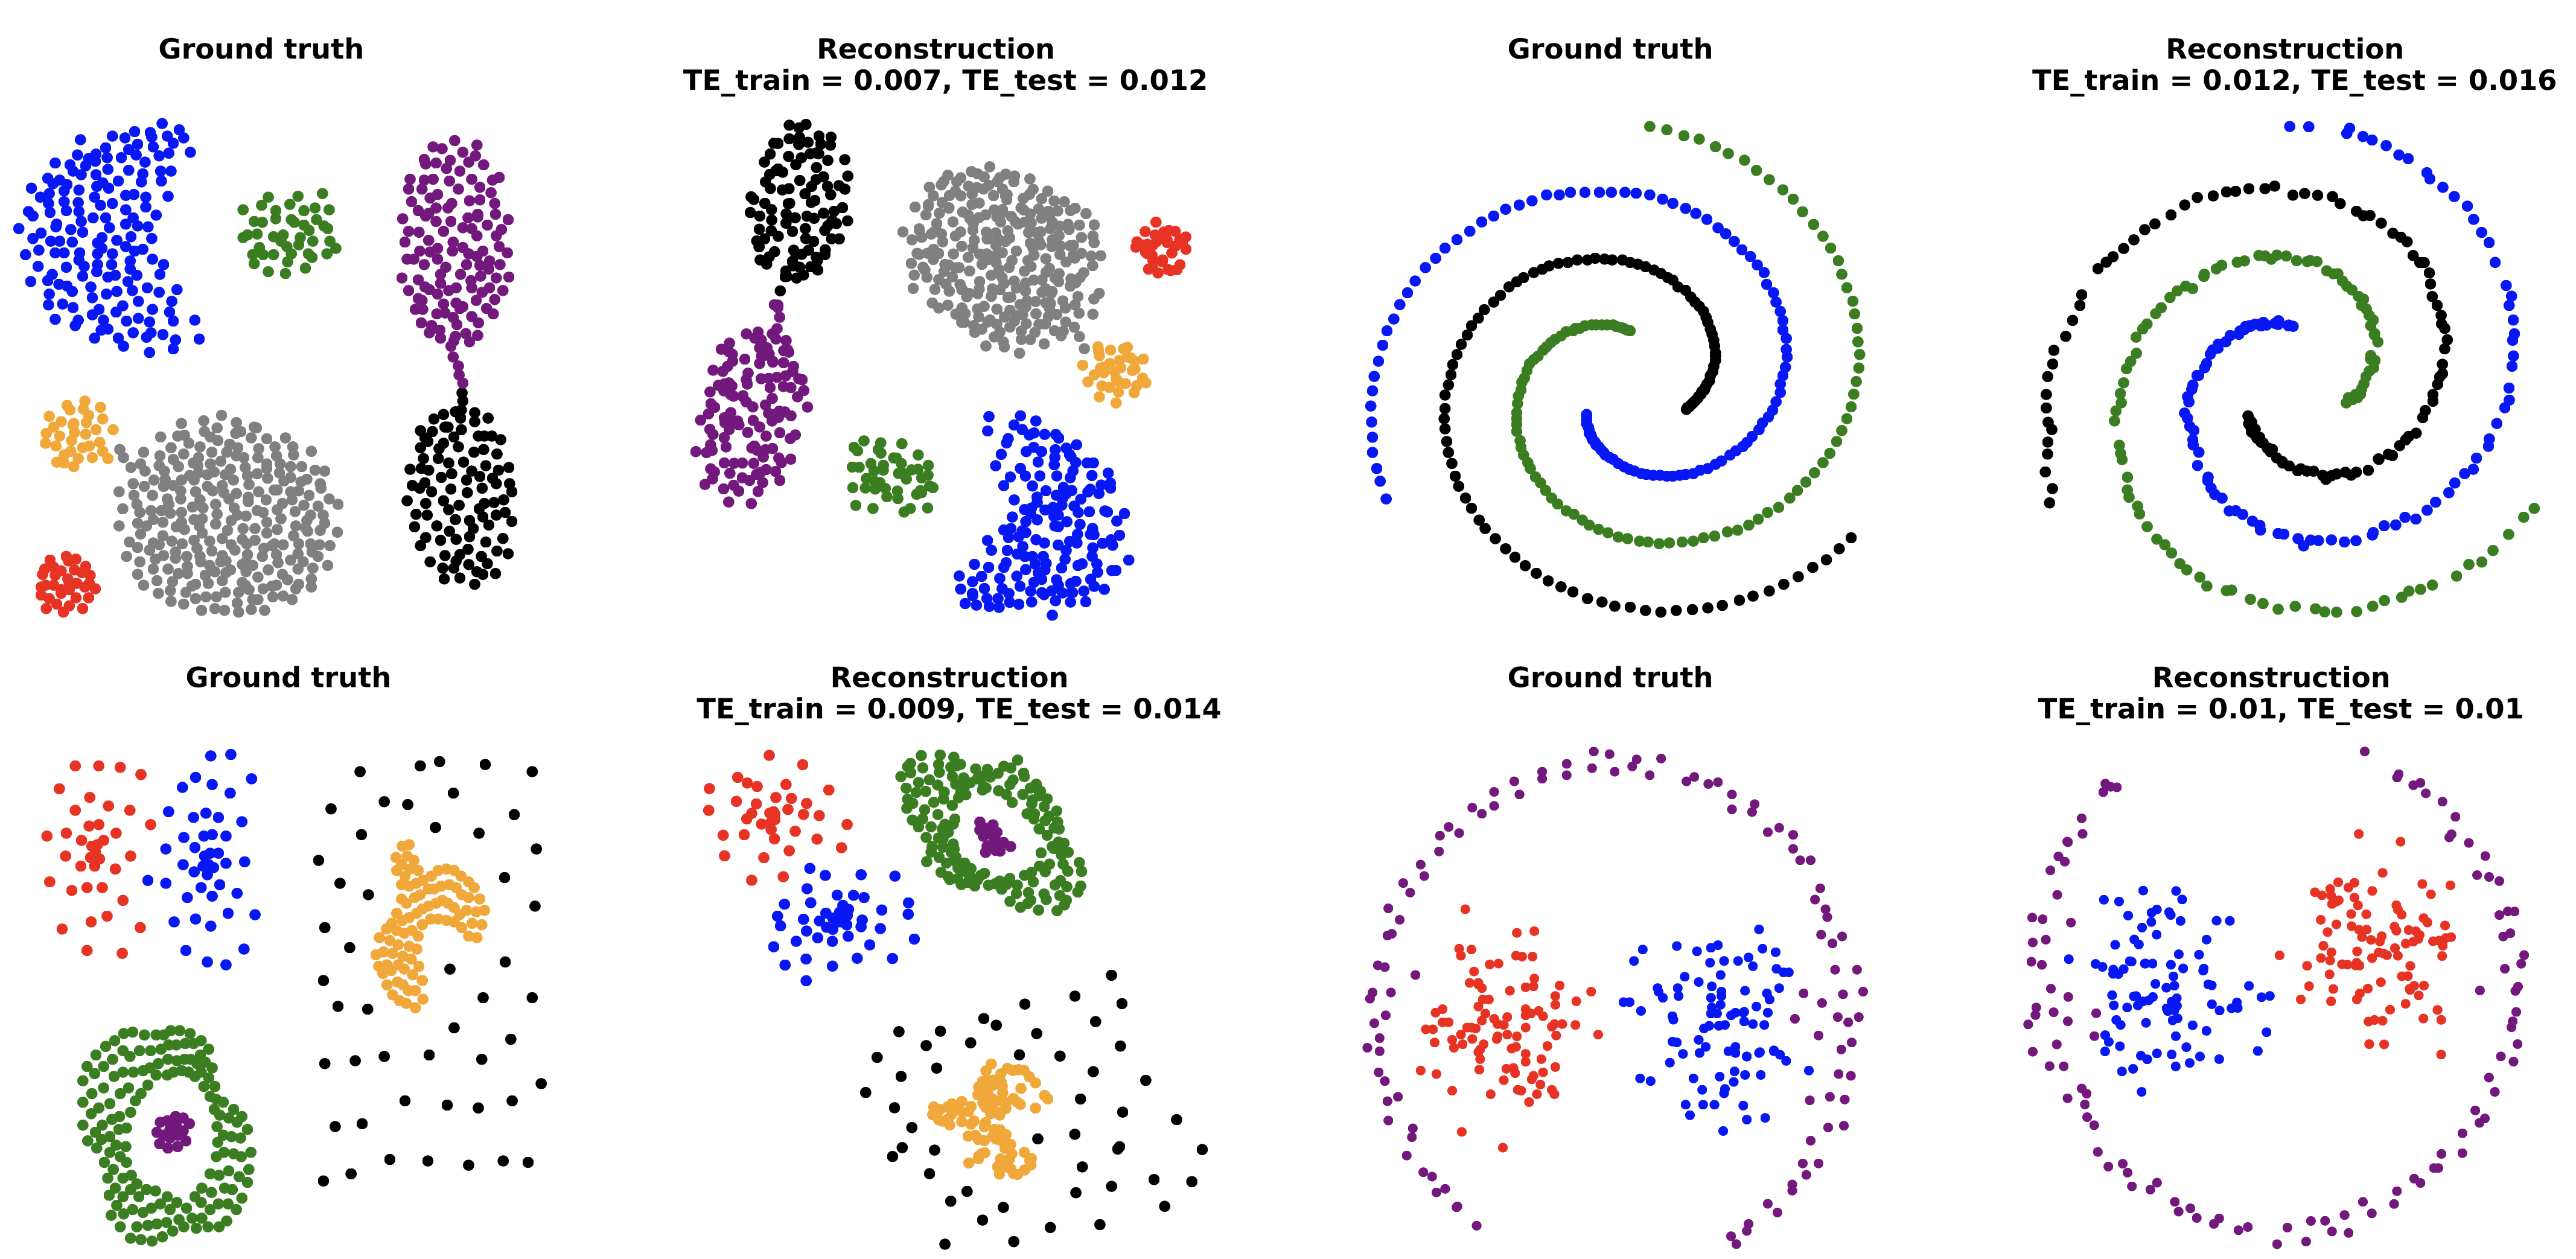 Ground truth
Reconstruction
TE_train = 0.007, TE_test = 0.012
Ground truth
Reconstruction
TE_train = 0.012, TE_test = 0.016
Ground truth
Reconstruction
TE_train = 0.009, TE_test = 0.014
Ground truth
Reconstruction
TE_train = 0.01, TE_test = 0.01